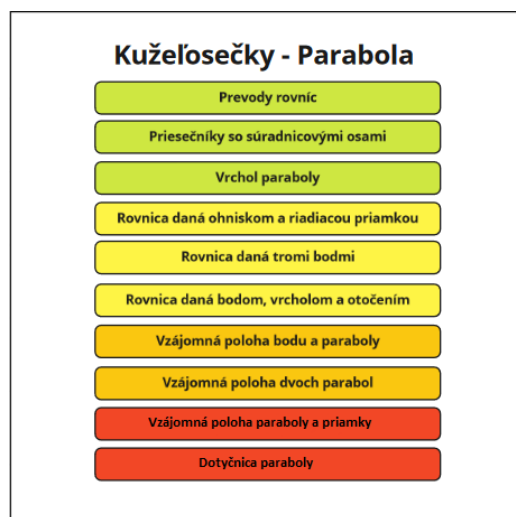 Kužeľosečky - Parabola
Prevody rovníc
Priesečníky so súradnicovými osami
Vrchol paraboly
Rovnica daná ohniskom a riadiacou priamkou
Rovnica daná tromi bodmi
Rovnica daná bodom, vrcholom a otočením
Vzájomná poloha bodu a paraboly
Vzájomná poloha dvoch parabol
Vzájomná poloha paraboly a priamky
Dotyčnica paraboly